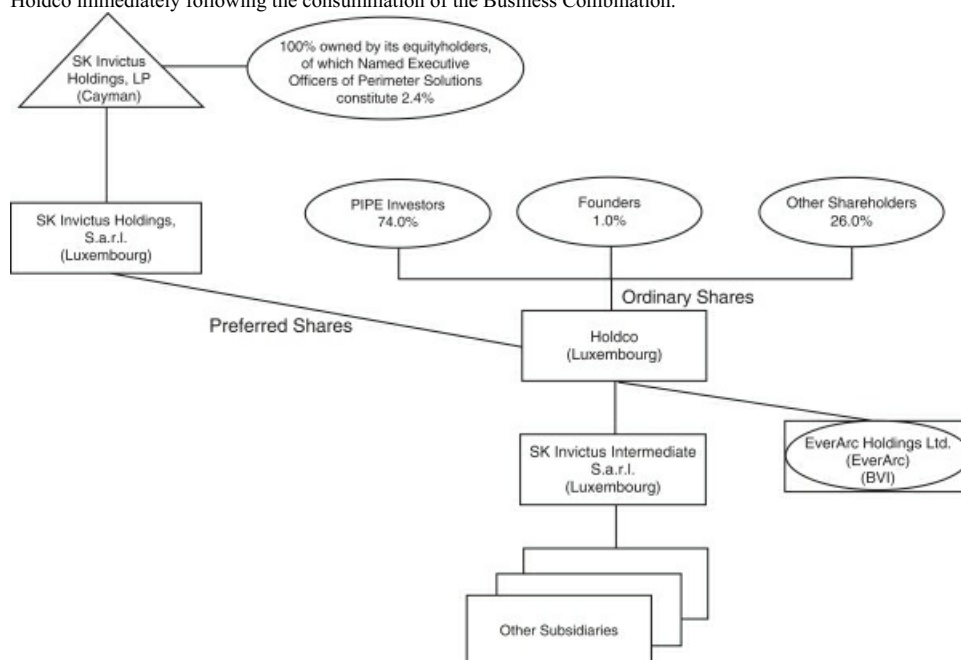 Holdco immediately following the consummation of the Business Combination.
SK Invictus
Holdings, LP
(Cayman)
100% owned by its equityholders,
of which Named Executive
Officers of Perimeter Solutions
constitute 2.4%
SK Invictus Holdings,
S.a.r.l.
(Luxembourg)
PIPE Investors
74.0%
Founders
1.0%
Other Shareholders
26.0%
Ordinary Shares
Preferred Shares
Holdco
(Luxembourg)
SK Invictus Intermediate
S.a.r.l.
(Luxembourg)
EverArc Holdings Ltd.
(EverArc)
(BVI)
Other Subsidiaries